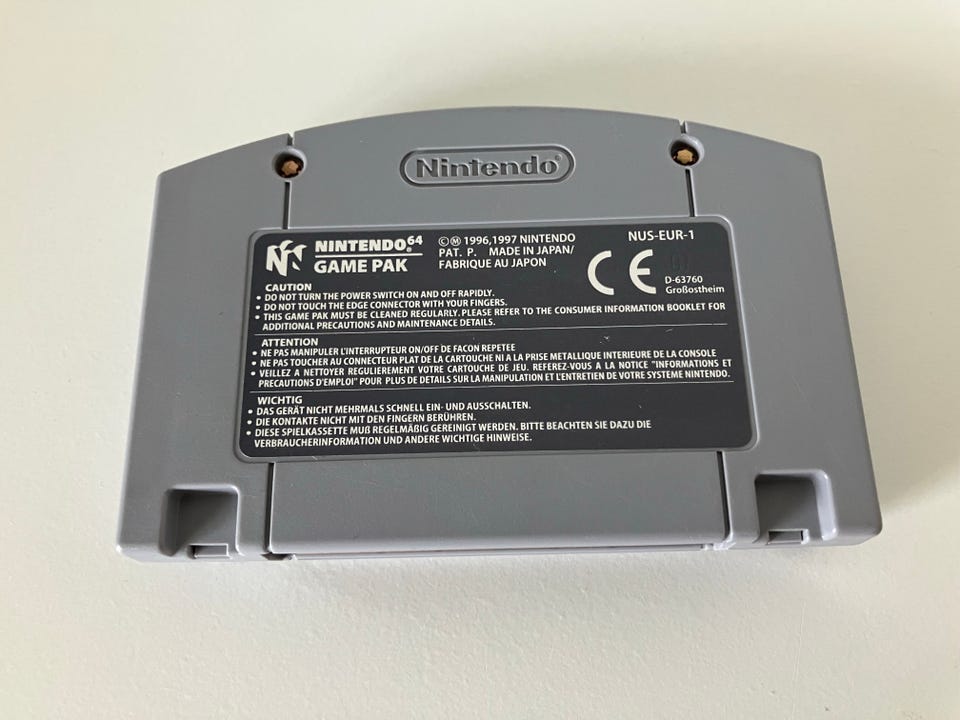 Nintendo®
NINTENDO64®
GAME PAK
©Ⓜ 1996,1997 NINTENDO
PAT. P. MADE IN JAPAN/
FABRIQUE AU JAPON
NUS-EUR-1
CE
D-63760
Großostheim
CAUTION
• DO NOT TURN THE POWER SWITCH ON AND OFF RAPIDLY.
• DO NOT TOUCH THE EDGE CONNECTOR WITH YOUR FINGERS.
• THIS GAME PAK MUST BE CLEANED REGULARLY. PLEASE REFER TO THE CONSUMER INFORMATION BOOKLET FOR
ADDITIONAL PRECAUTIONS AND MAINTENANCE DETAILS.
ATTENTION
• NE PAS MANIPULER L'INTERRUPTEUR ON/OFF DE FACON REPETEE
• NE PAS TOUCHER AU CONNECTEUR PLAT DE LA CARTOUCHE NI A LA PRISE METALLIQUE INTERIEURE DE LA CONSOLE
• VEILLEZ A NETTOYER REGULIEREMENT VOTRE CARTOUCHE DE JEU. REFEREZ-VOUS A LA NOTICE "INFORMATIONS ET
PRECAUTIONS D'EMPLOI" POUR PLUS DE DETAILS SUR LA MANIPULATION ET L'ENTRETIEN DE VOTRE SYSTEME NINTENDO.
WICHTIG
• DAS GERÄT NICHT MEHRMALS SCHNELL EIN- UND AUSSCHALTEN.
• DIE KONTAKTE NICHT MIT DEN FINGERN BERÜHREN.
• DIESE SPIELKASSETTE MUß REGELMÄßIG GEREINIGT WERDEN. BITTE BEACHTEN SIE DAZU DIE
VERBRAUCHERINFORMATION UND ANDERE WICHTIGE HINWEISE.